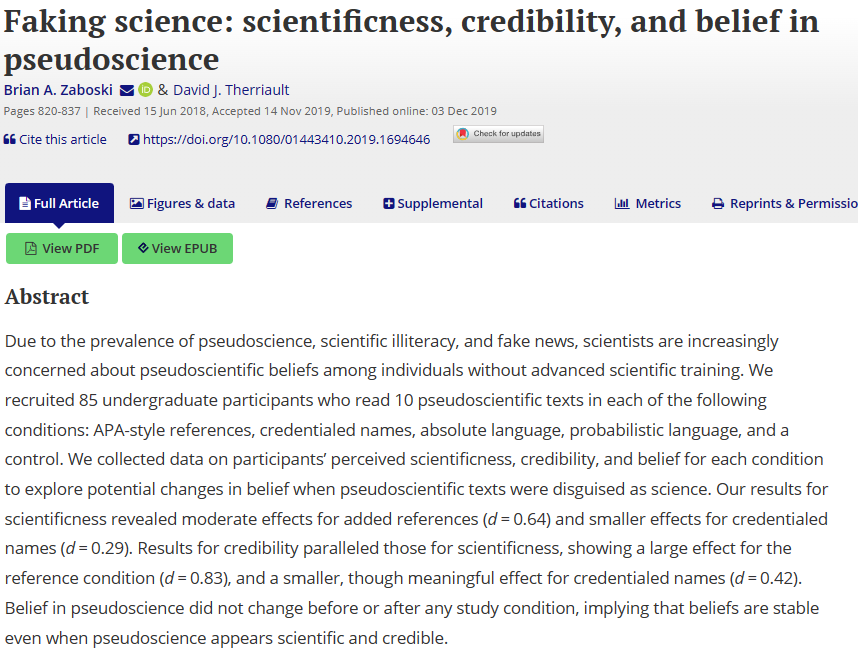 Faking science: scientificness, credibility, and belief in
pseudoscience
Brian A. Zaboski iD & David J. Therriault
Pages 820-837 | Received 15 Jun 2018, Accepted 14 Nov 2019, Published online: 03 Dec 2019
Cite this article https://doi.org/10.1080/01443410.2019.1694646 Check for updates
Full Article Figures & data References Supplemental Citations Metrics Reprints & Permissio
View PDF View EPUB
Abstract
Due to the prevalence of pseudoscience, scientific illiteracy, and fake news, scientists are increasingly
concerned about pseudoscientific beliefs among individuals without advanced scientific training. We
recruited 85 undergraduate participants who read 10 pseudoscientific texts in each of the following
conditions: APA-style references, credentialed names, absolute language, probabilistic language, and a
control. We collected data on participants’ perceived scientificness, credibility, and belief for each condition
to explore potential changes in belief when pseudoscientific texts were disguised as science. Our results for
scientificness revealed moderate effects for added references (d = 0.64) and smaller effects for credentialed
names (d = 0.29). Results for credibility paralleled those for scientificness, showing a large effect for the
reference condition (d = 0.83), and a smaller, though meaningful effect for credentialed names (d = 0.42).
Belief in pseudoscience did not change before or after any study condition, implying that beliefs are stable
even when pseudoscience appears scientific and credible.